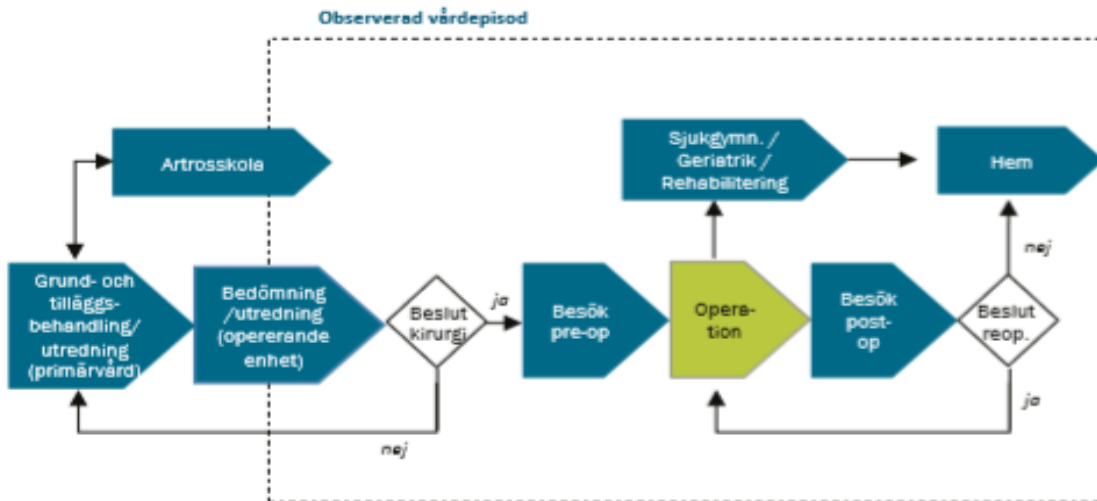 Observerad vårdepisod
Artrosskola
Sjukgymn. /
Geriatrik /
Rehabilitering
Hem
nej
Grund- och
tilläggs-
behandling/
utredning
(primärvård)
Bedömning
/utredning
(opererande
enhet)
Beslut
kirurgi
ja
Besök
pre-op
Opera-
tion
Besök
post-
op
Beslut
reop.
nej
ja